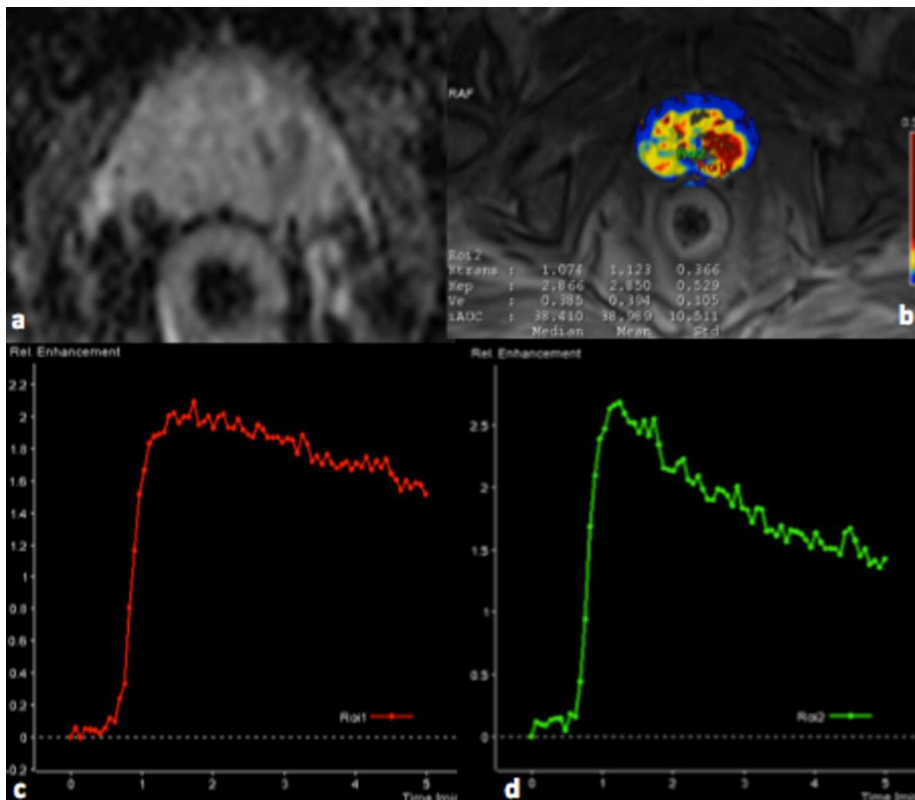 a
RAF
0.
Roi2
Ktrans : 1.074 1.123 0.366
Kep : 2.866 2.850 0.529
Ve : 0.385 0.394 0.105
iAUC : 38.410 38.989 10.511
Median Mean Std
b
Rel. Enhancement
2.2
2
1.8
1.6
1.4
1.2
1
0.8
0.6
0.4
0.2
0
0.2
Roi1
0 1 2 3 4 5
c
Rel. Enhancement
2.5
2
1.5
1
0.5
0
Roi2
0 1 2 3 4 5
d